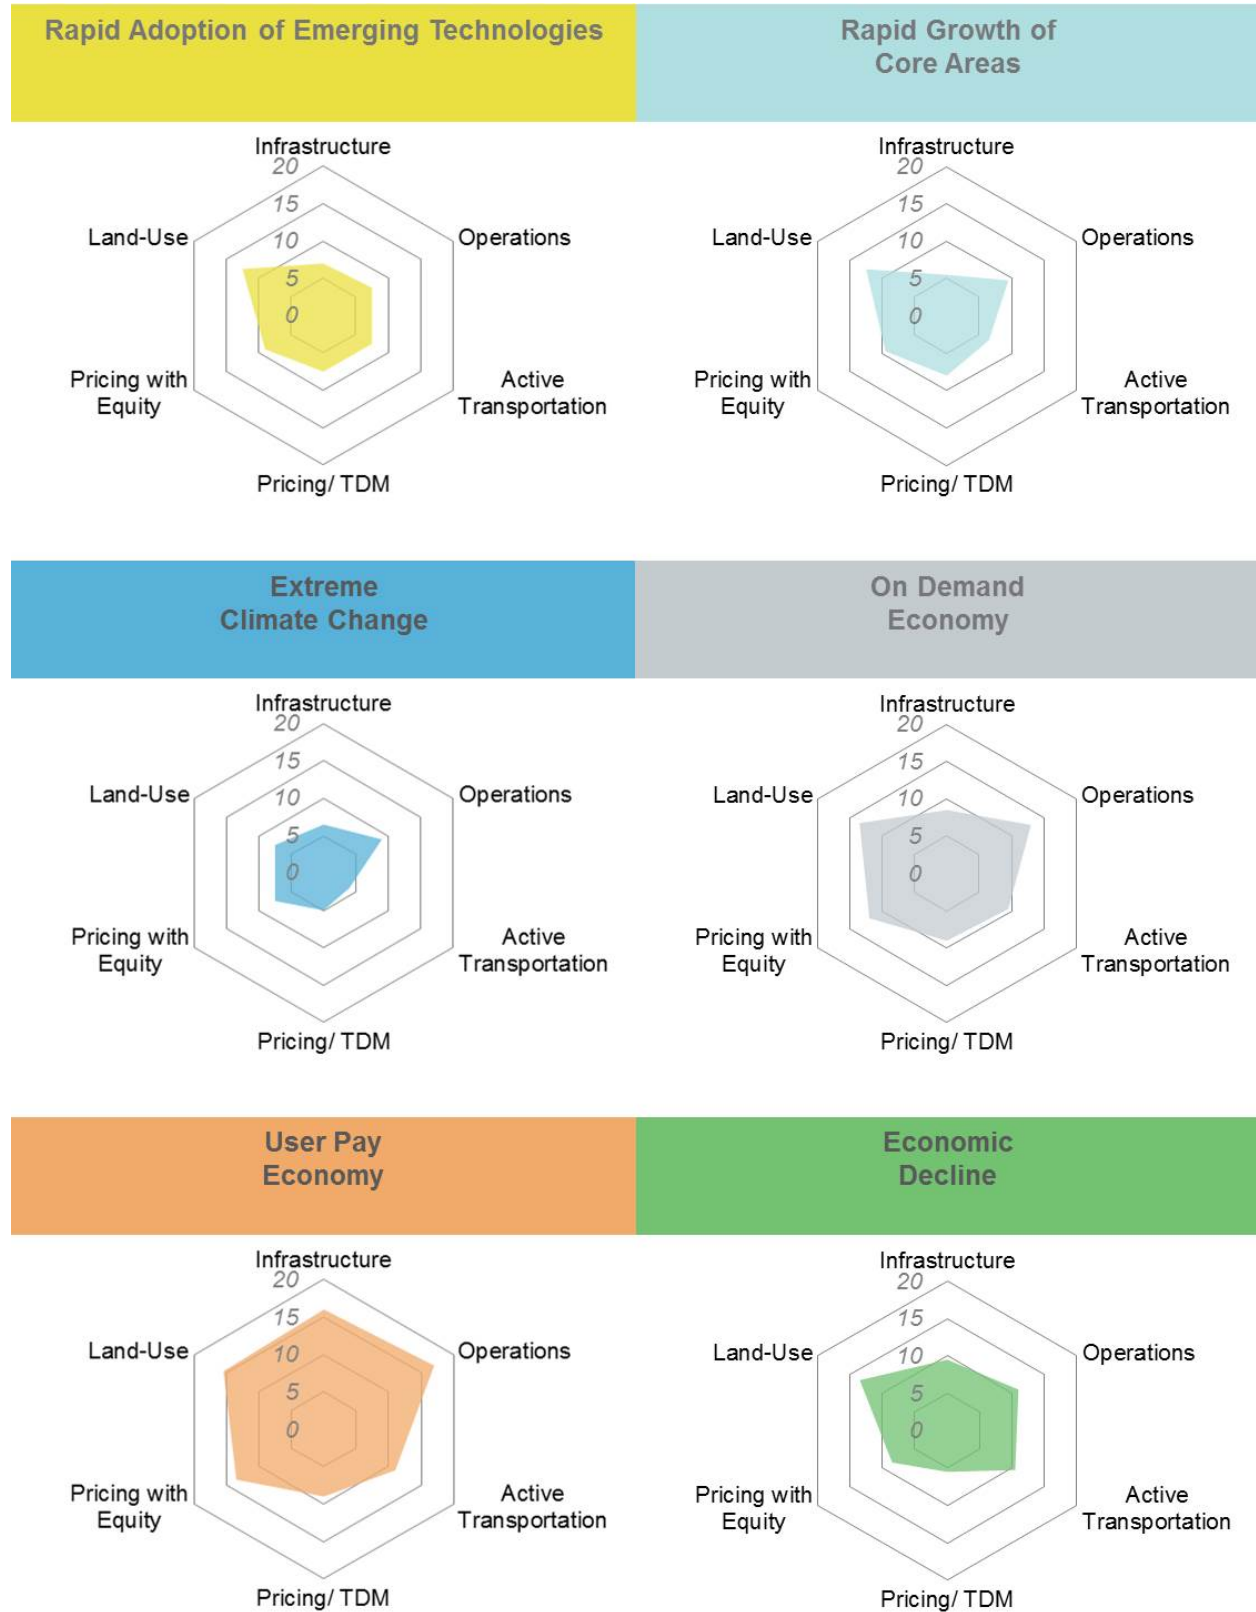 Rapid Adoption of Emerging Technologies
Rapid Growth of
Core Areas
Infrastructure
20
15
10
5
0
Land-Use
Operations
Pricing with
Equity
Active
Transportation
Pricing/ TDM
Infrastructure
20
15
10
5
0
Land-Use
Operations
Pricing with
Equity
Active
Transportation
Pricing/ TDM
Extreme
Climate Change
On Demand
Economy
Infrastructure
20
15
10
5
0
Land-Use
Operations
Pricing with
Equity
Active
Transportation
Pricing/ TDM
Infrastructure
20
15
10
5
0
Land-Use
Operations
Pricing with
Equity
Active
Transportation
Pricing/ TDM
User Pay
Economy
Economic
Decline
Infrastructure
20
15
10
5
0
Land-Use
Operations
Pricing with
Equity
Active
Transportation
Pricing/ TDM
Infrastructure
20
15
10
5
0
Land-Use
Operations
Pricing with
Equity
Active
Transportation
Pricing/ TDM